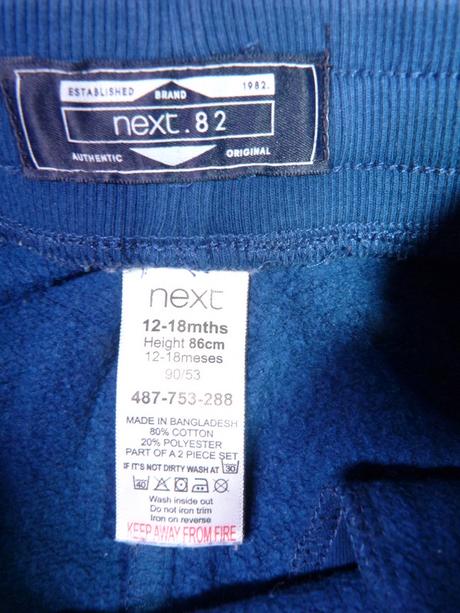 ESTABLISHED BRAND 1982.
next.82
AUTHENTIC ORIGINAL
next
12-18mths
Height 86cm
12-18meses
90/53
487-753-288
MADE IN BANGLADESH
80% COTTON
20% POLYESTER
PART OF A 2 PIECE SET
IF IT'S NOT DIRTY WASH AT 30
40
Wash inside out
Do not iron trim
Iron on reverse
KEEP AWAY FROM FIRE